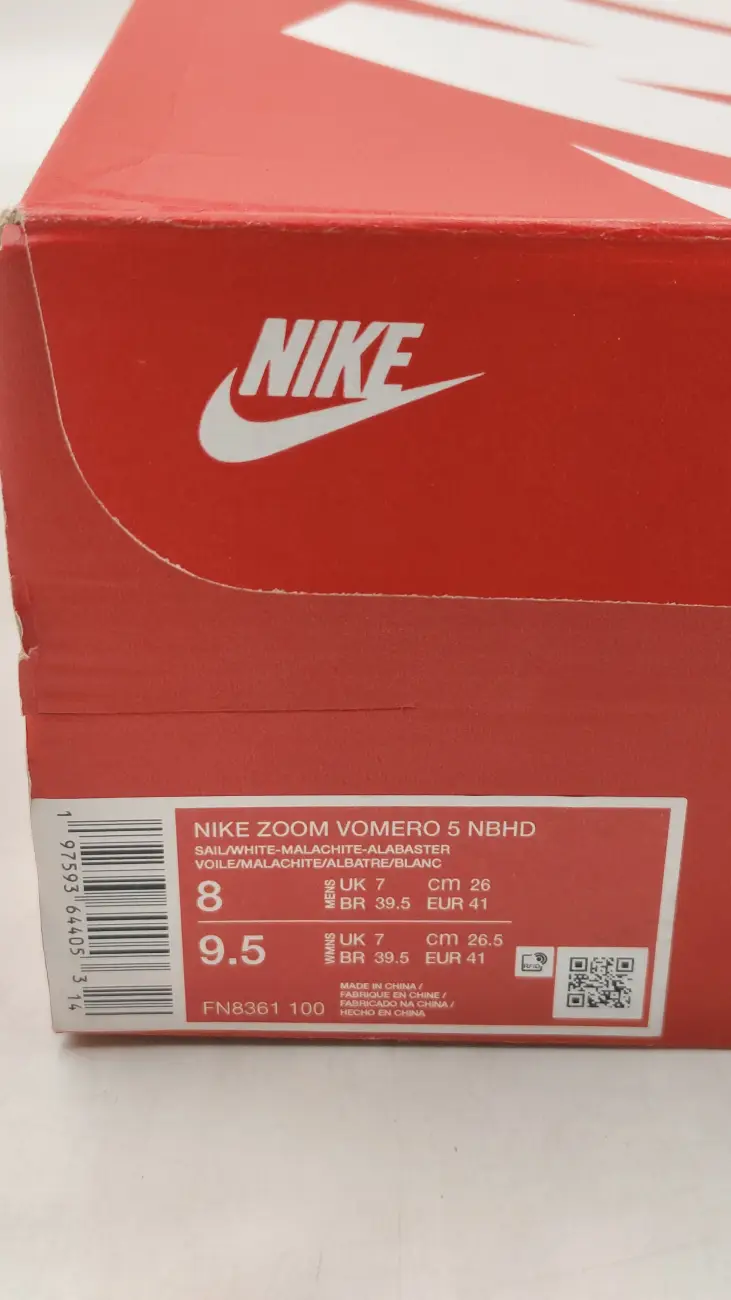 NIKE
NIKE ZOOM VOMERO 5 NBHD
SAIL/WHITE-MALACHITE-ALABASTER
VOILE/MALACHITE/ALBATRE/BLANC
8 MENS UK 7 cm 26
BR 39.5 EUR 41
9.5 WMNS UK 7 cm 26.5
BR 39.5 EUR 41
FN8361 100
MADE IN CHINA /
FABRIQUE EN CHINE /
FABRICADO NA CHINA /
HECHO EN CHINA
1 97593 64405 3 14